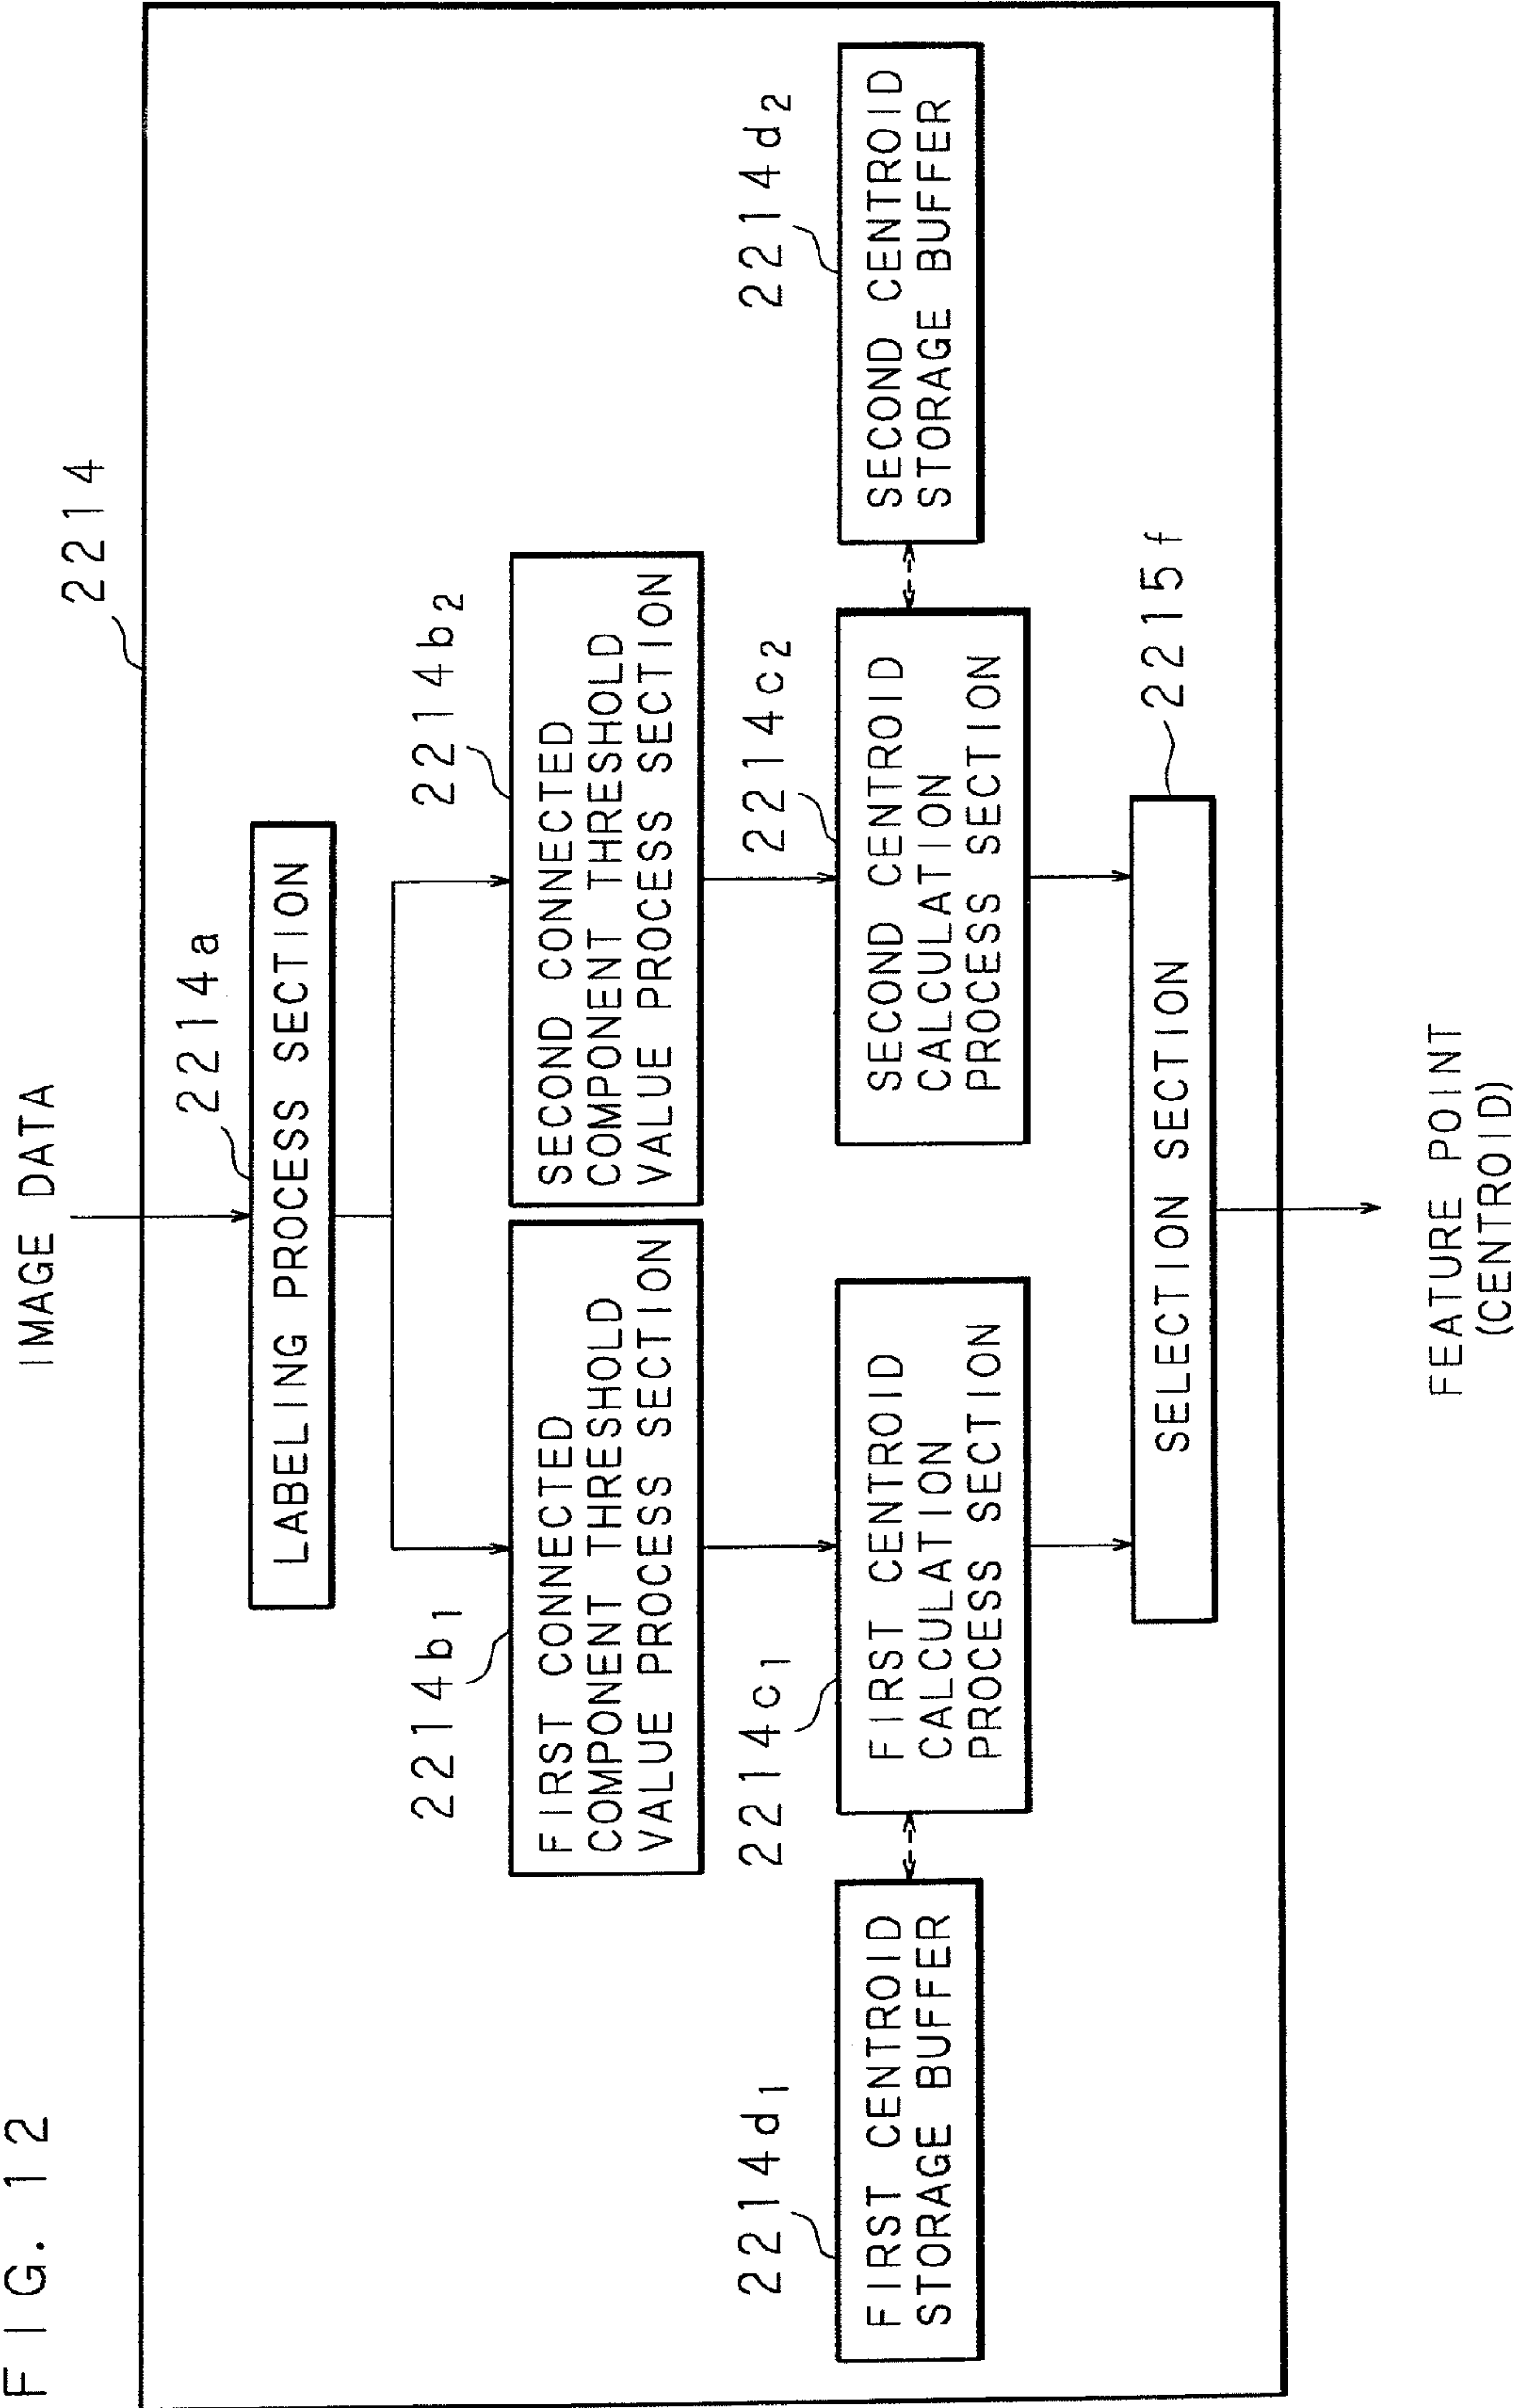 FIG. 12
IMAGE DATA
2214
2214a
LABELING PROCESS SECTION
2214b1
FIRST CONNECTED
COMPONENT THRESHOLD
VALUE PROCESS SECTION
2214b2
SECOND CONNECTED
COMPONENT THRESHOLD
VALUE PROCESS SECTION
2214d1
FIRST CENTROID
STORAGE BUFFER
2214c1
FIRST CENTROID
CALCULATION
PROCESS SECTION
2214c2
SECOND CENTROID
CALCULATION
PROCESS SECTION
2214d2
SECOND CENTROID
STORAGE BUFFER
2215f
SELECTION SECTION
FEATURE POINT
(CENTROID)